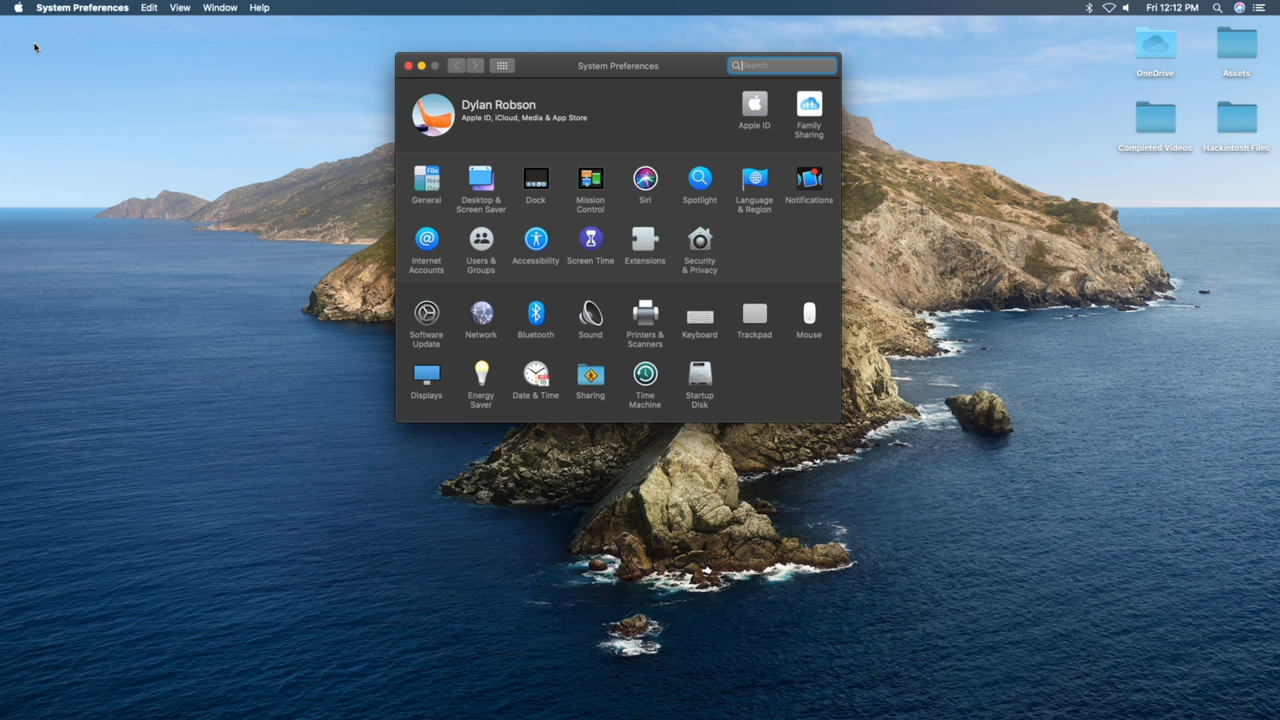 System Preferences Edit View Window Help
Fri 12:12 PM
System Preferences
Search
OneDrive
Assets
Completed Videos
Hackintosh Files
Dylan Robson
Apple ID, iCloud, Media & App Store
Apple ID
Family
Sharing
General
Desktop &
Screen Saver
Dock
Mission
Control
Siri
Spotlight
Language
& Region
Notifications
Internet
Accounts
Users &
Groups
Accessibility
Screen Time
Extensions
Security
& Privacy
Software
Update
Network
Bluetooth
Sound
Printers &
Scanners
Keyboard
Trackpad
Mouse
Displays
Energy
Saver
Date & Time
Sharing
Time
Machine
Startup
Disk